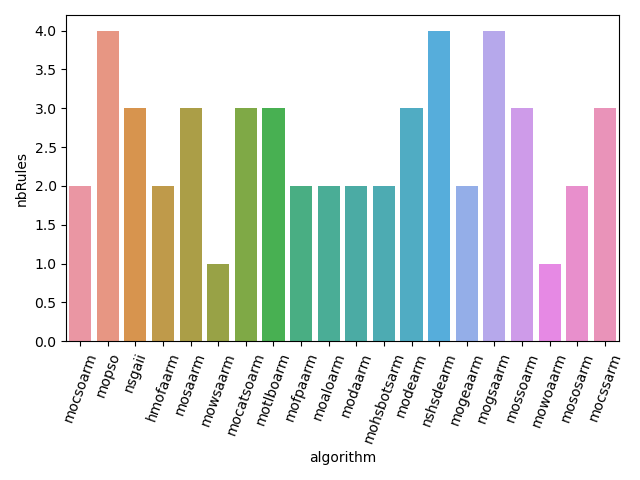 4.0
3.5
3.0
2.5
2.0
1.5
1.0
0.5
0.0
nbRules
mocsoarm
mopso
nsgaii
hmofaarm
mosaarm
mowsaarm
mocatsoarm
motlboarm
mofpaarm
moaloarm
modaarm
mohsbotsarm
modearm
nshsdearm
mogeaarm
mogsaarm
mossoarm
mowoaarm
mososarm
mocssarm
algorithm